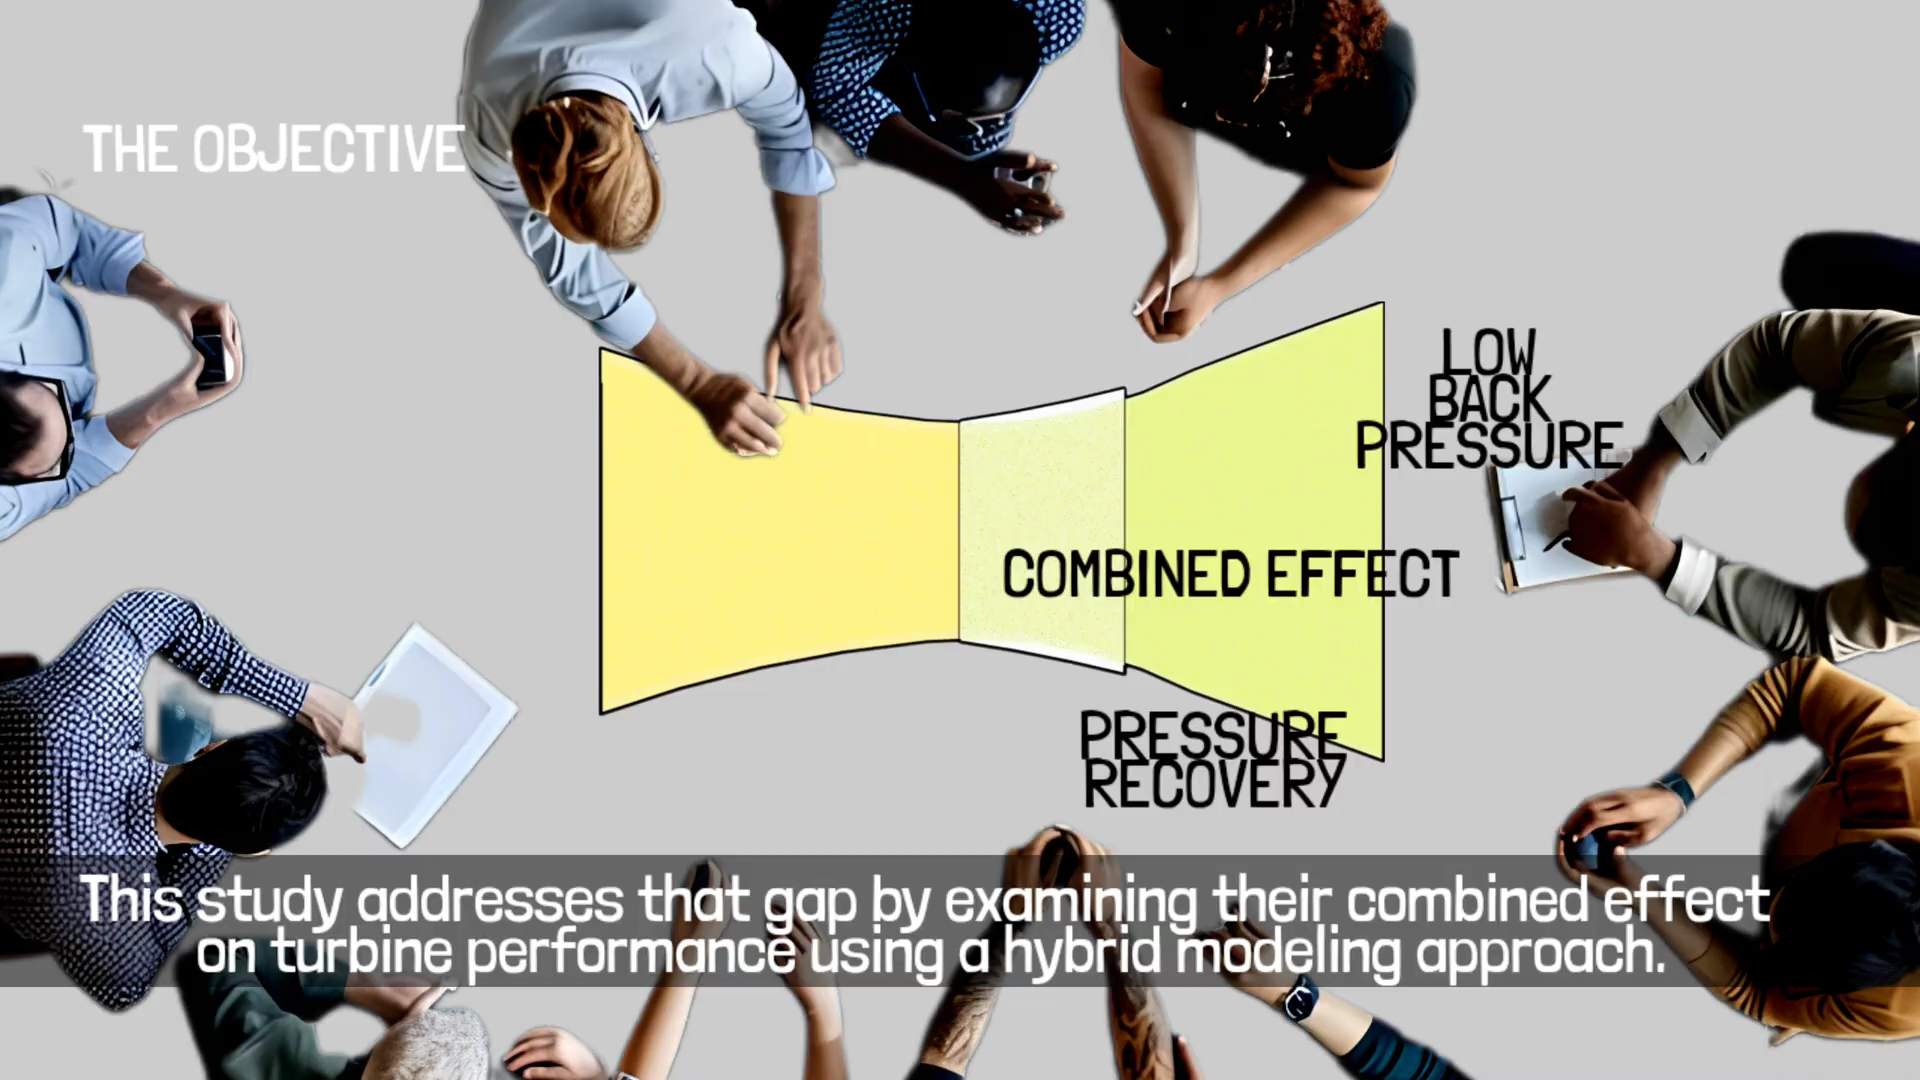 THE OBJECTIVE
LOW
BACK
PRESSURE
COMBINED EFFECT
PRESSURE
RECOVERY
This study addresses that gap by examining their combined effect
on turbine performance using a hybrid modeling approach.